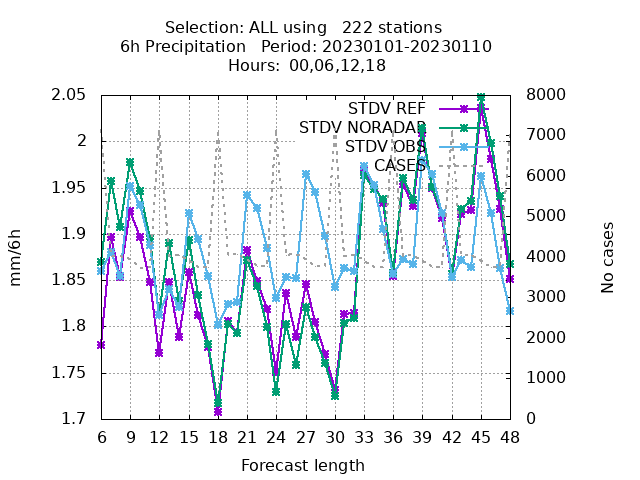 Selection: ALL using   222 stations
6h Precipitation   Period: 20230101-20230110
Hours:  00,06,12,18
2.05
2
1.95
1.9
1.85
1.8
1.75
1.7
mm/6h
STDV REF
STDV NORADAR
STDV OBS
CASES
8000
7000
6000
5000
4000
3000
2000
1000
0
No cases
6 9 12 15 18 21 24 27 30 33 36 39 42 45 48
Forecast length